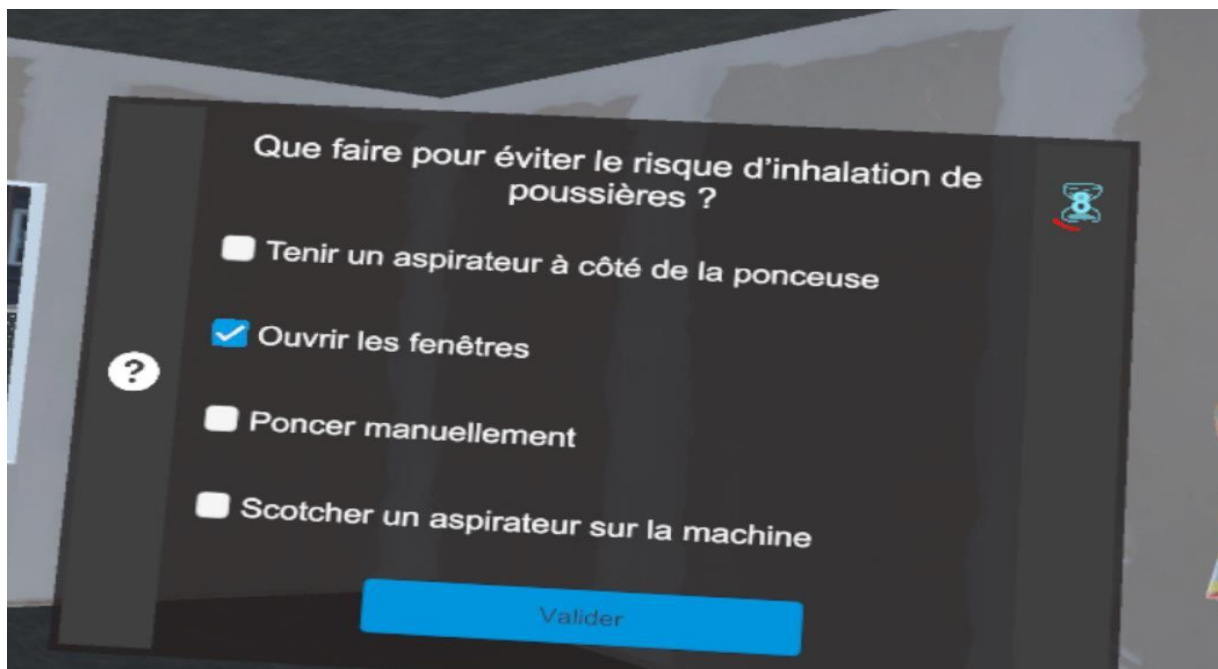 Que faire pour éviter le risque d'inhalation de
poussières ?
8
Tenir un aspirateur à côté de la ponceuse
Ouvrir les fenêtres
?
Poncer manuellement
Scotcher un aspirateur sur la machine
Valider